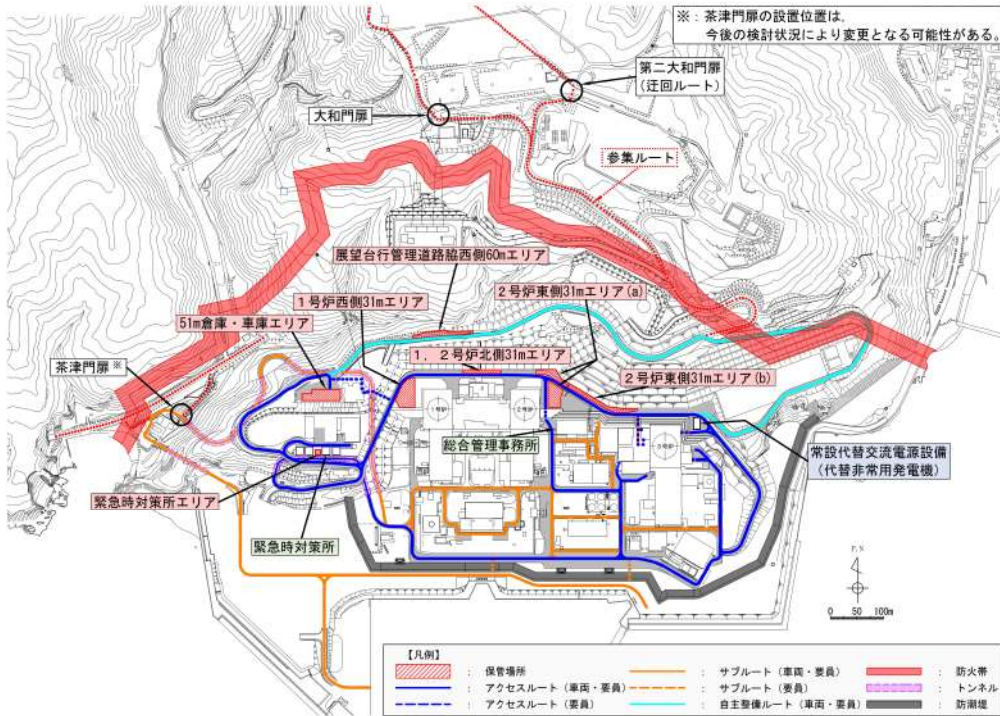 ※：茶津門扉の設置位置は，
今後の検討状況により変更となる可能性がある。
第二大和門扉
(迂回ルート)
大和門扉
参集ルート
展望台行管理道路脇西側60mエリア
１号炉西側31mエリア
２号炉東側31mエリア(a)
51m倉庫・車庫エリア
１，２号炉北側31mエリア
茶津門扉※
２号炉東側31mエリア(b)
１号炉
２号炉
総合管理事務所
３号炉
常設代替交流電源設備
(代替非常用発電機)
緊急時対策所エリア
緊急時対策所
P.N
0 50 100m
【凡例】
： 保管場所
： サブルート（車両・要員）
： 防火帯
： アクセスルート（車両・要員）
： サブルート（要員）
： トンネル
： アクセスルート（要員）
： 自主整備ルート（車両・要員）
： 防潮堤